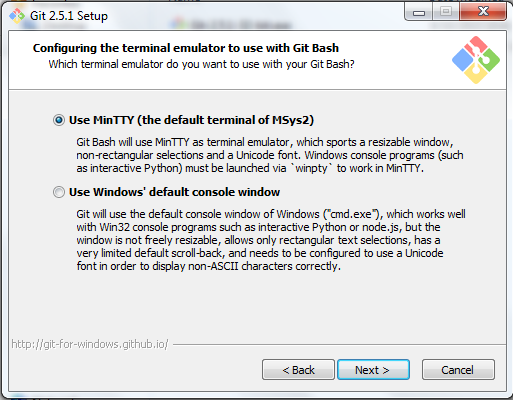 Git 2.5.1 Setup
Configuring the terminal emulator to use with Git Bash
Which terminal emulator do you want to use with your Git Bash?
Use MinTTY (the default terminal of MSys2)
Git Bash will use MinTTY as terminal emulator, which sports a resizable window,
non-rectangular selections and a Unicode font. Windows console programs (such
as interactive Python) must be launched via `winpty` to work in MinTTY.
Use Windows' default console window
Git will use the default console window of Windows ("cmd.exe"), which works well
with Win32 console programs such as interactive Python or node.js, but the
window is not freely resizable, allows only rectangular text selections, has a
very limited default scroll-back, and needs to be configured to use a Unicode
font in order to display non-ASCII characters correctly.
http://git-for-windows.github.io/
< Back
Next >
Cancel